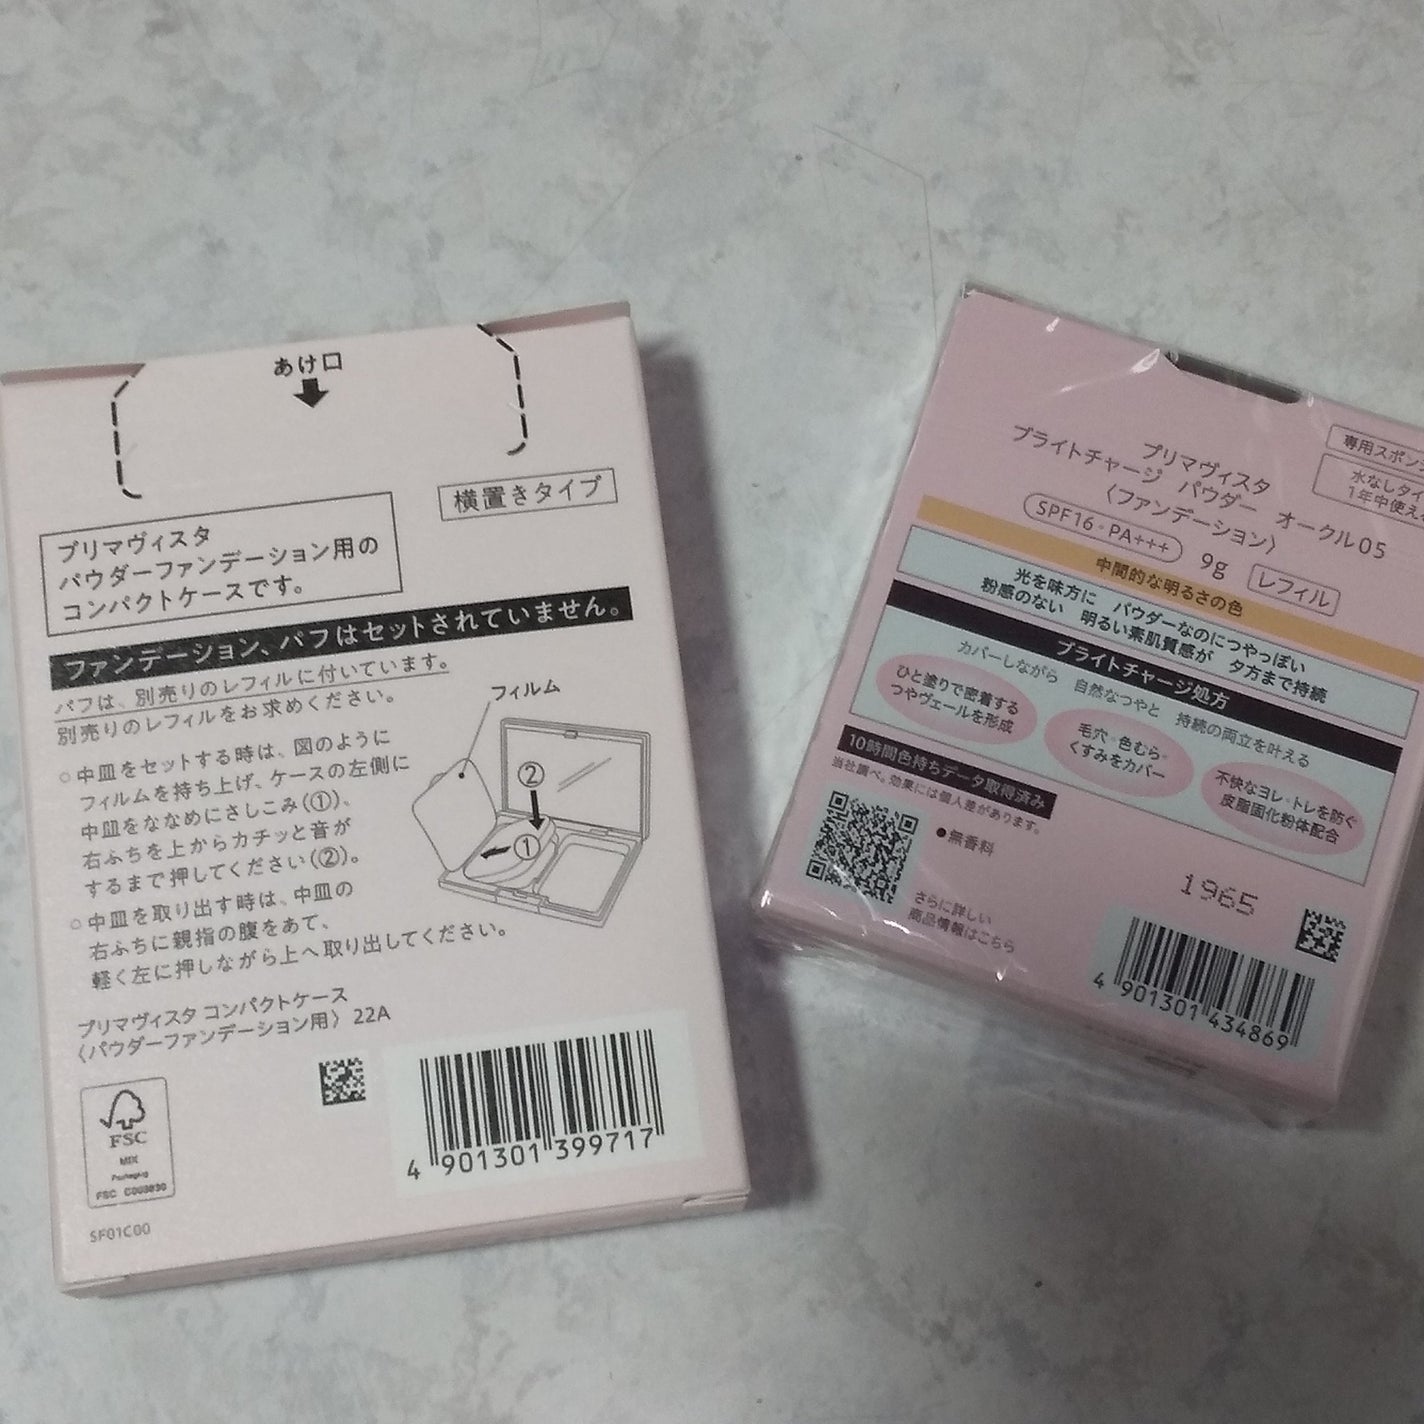 あけ口
横置きタイプ
プリマヴィスタ
パウダーファンデーション用の
コンパクトケースです。
ファンデーション、パフはセットされていません。
パフは、別売りのレフィルに付いています。
別売りのレフィルをお求めください。
フィルム
○中皿をセットする時は、図のように
フィルムを持ち上げ、ケースの左側に
中皿をななめにさしこみ(①)、
右ふちを上からカチッと音が
するまで押してください(②)。
②
①
○中皿を取り出す時は、中皿の
右ふちに親指の腹をあて、
軽く左に押しながら上へ取り出してください。
プリマヴィスタ コンパクトケース
〈パウダーファンデーション用〉 22A
FSC
MIX
Packaging
FSC C003930
SF01C00
4 901301 399717
専用スポン
水なしタイ
1年中使え
プリマヴィスタ
ブライトチャージ パウダー オークル05
〈ファンデーション〉
SPF16・PA+++ 9g レフィル
中間的な明るさの色
光を味方に パウダーなのにつやっぽい
粉感のない 明るい素肌質感が 夕方まで持続
ブライトチャージ処方
カバーしながら 自然なつやと 持続の両立を叶える
ひと塗りで密着する
つやヴェールを形成
毛穴・色むら・
くすみをカバー
不快なヨレ・トレを防ぐ
皮脂固化粉体配合
10時間色持ちデータ取得済み
当社調べ。効果には個人差があります。
●無香料
さらに詳しい
商品情報はこちら
1965
4 901301 434869